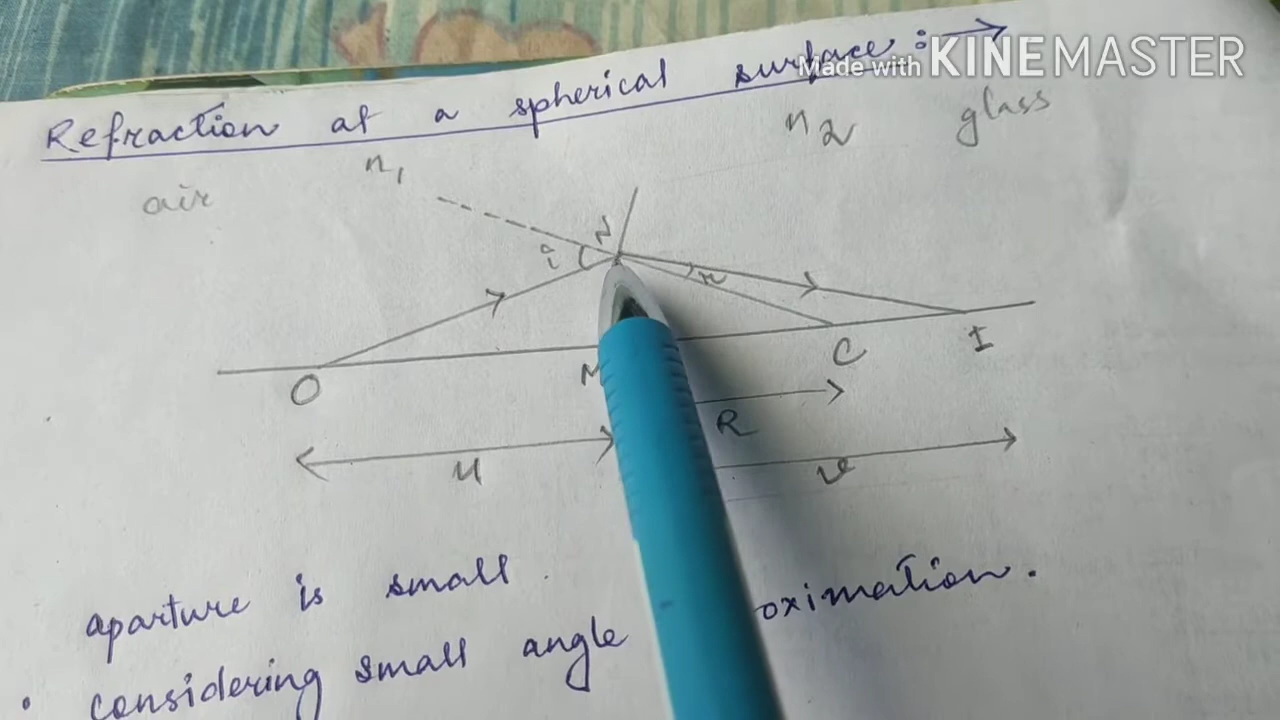 Made with KINEMASTER
Refraction at a spherical surface :→
n1 n2 glass
air
i N r
O M C I
R
u v
aparture is small.
• considering small angle oximation.